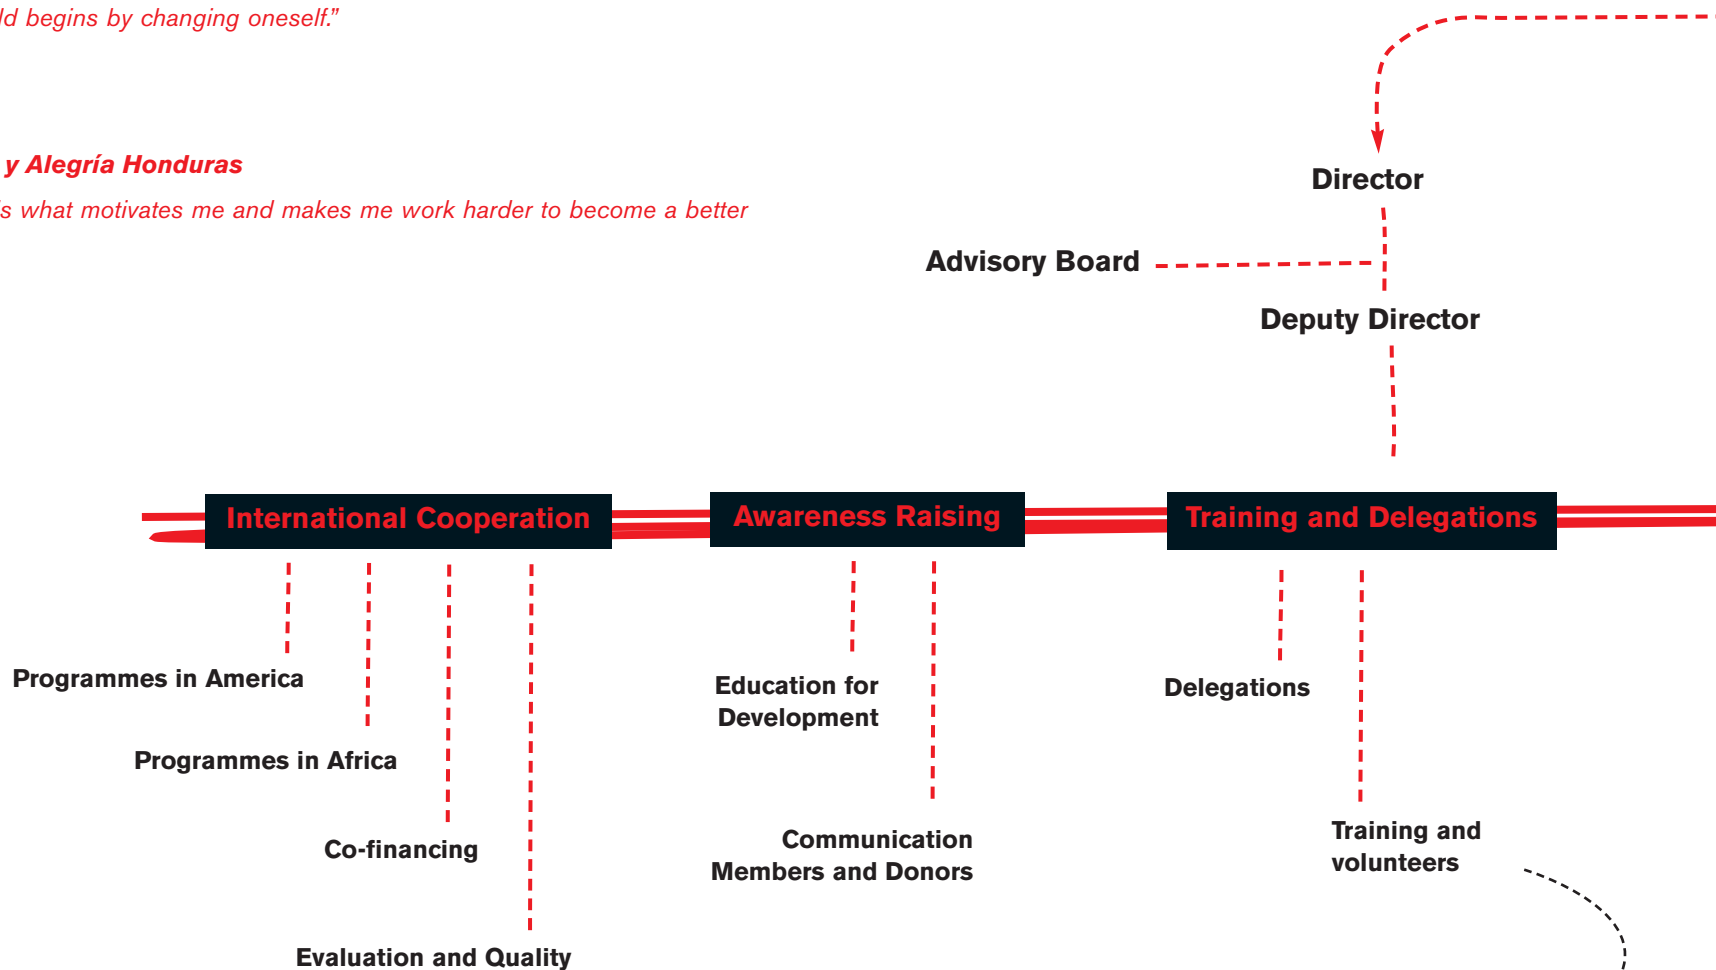 begins by changing oneself."
y Alegría Honduras
what motivates me and makes me work harder to become a better
Director
Advisory Board
Deputy Director
International Cooperation
Awareness Raising
Training and Delegations
Programmes in America
Programmes in Africa
Co-financing
Evaluation and Quality
Education for
Development
Communication
Members and Donors
Delegations
Training and
volunteers